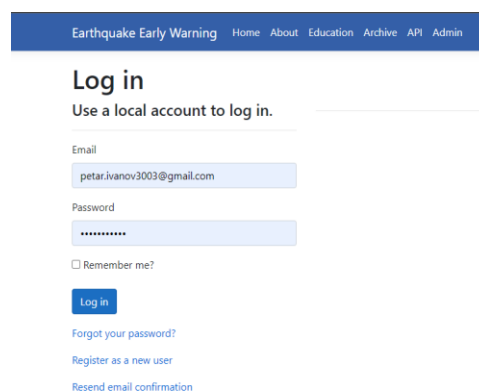 Earthquake Early Warning Home About Education Archive API Admin
Log in
Use a local account to log in.
Email
petar.ivanov3003@gmail.com
Password
•••••••••••
Remember me?
Log in
Forgot your password?
Register as a new user
Resend email confirmation